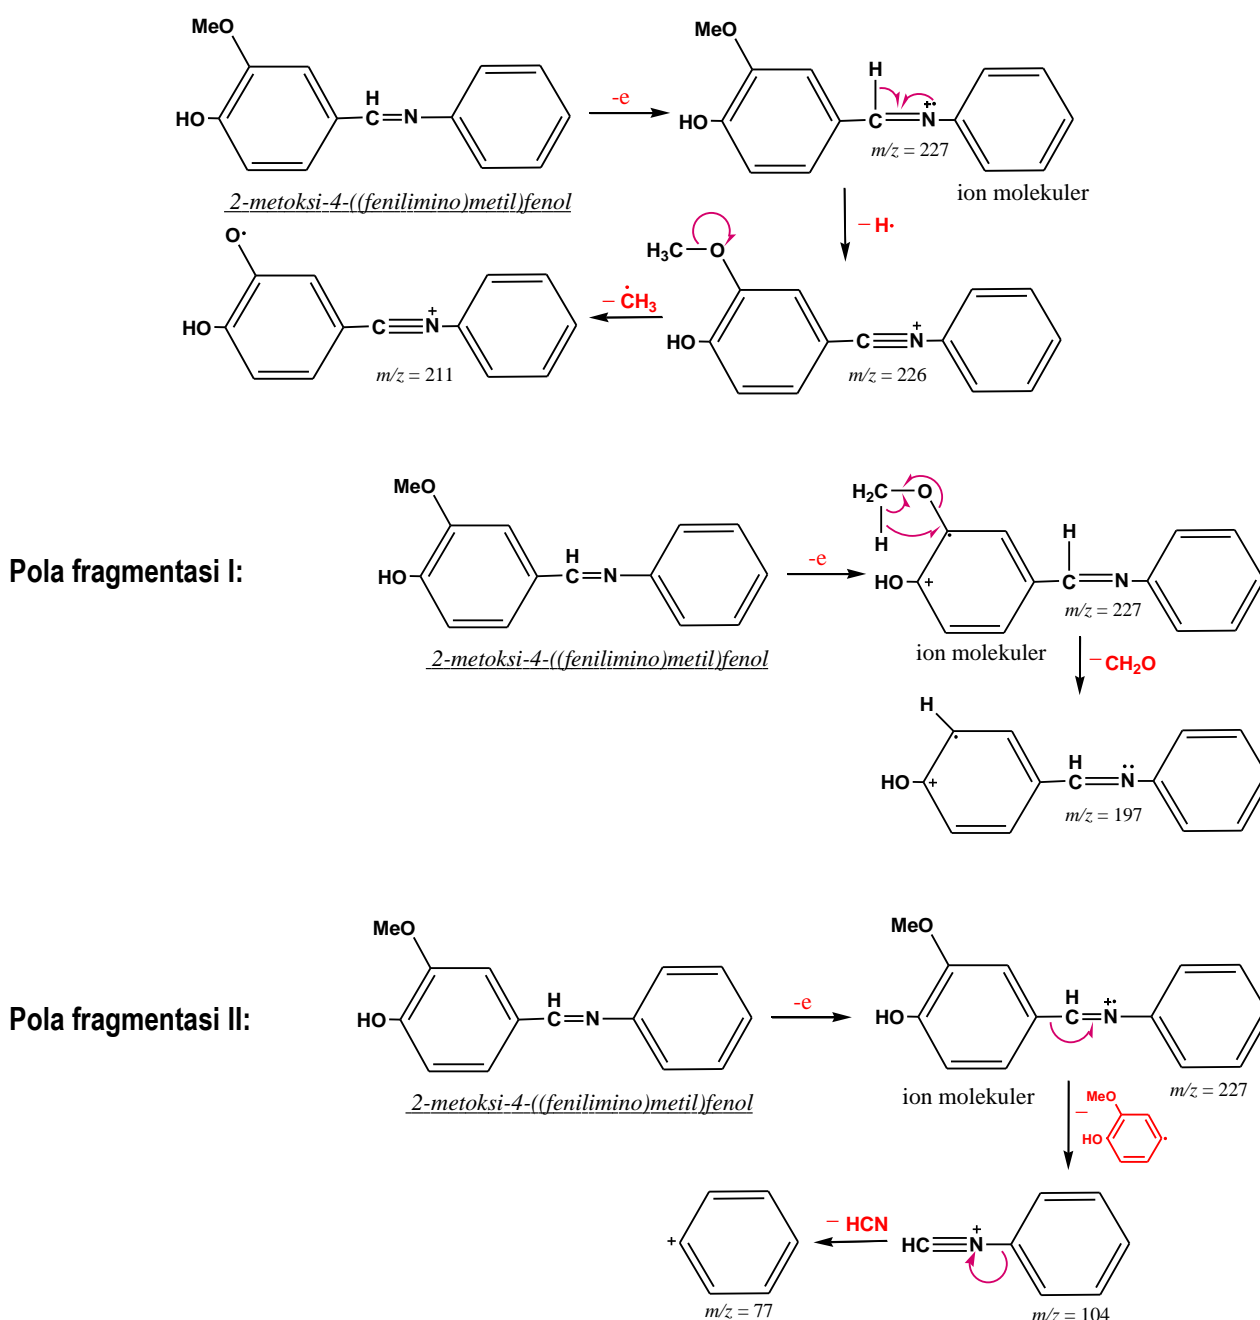 MeO
HO
H
C
N
-e
MeO
HO
H
C
N
+•
m/z = 227
2-metoksi-4-((fenilimino)metil)fenol
ion molekuler
– H•
O•
HO
C
N
+
m/z = 211
– CH3
H3C
O
HO
C
N
+
m/z = 226
Pola fragmentasi I:
MeO
HO
H
C
N
2-metoksi-4-((fenilimino)metil)fenol
-e
H2C
O
H
HO
+
H
C
N
m/z = 227
ion molekuler
– CH2O
H
HO
+
H
C
N
m/z = 197
Pola fragmentasi II:
MeO
HO
H
C
N
2-metoksi-4-((fenilimino)metil)fenol
-e
MeO
HO
H
C
N
+•
ion molekuler
m/z = 227
–
MeO
HO
+
m/z = 77
– HCN
HC
N
+
m/z = 104